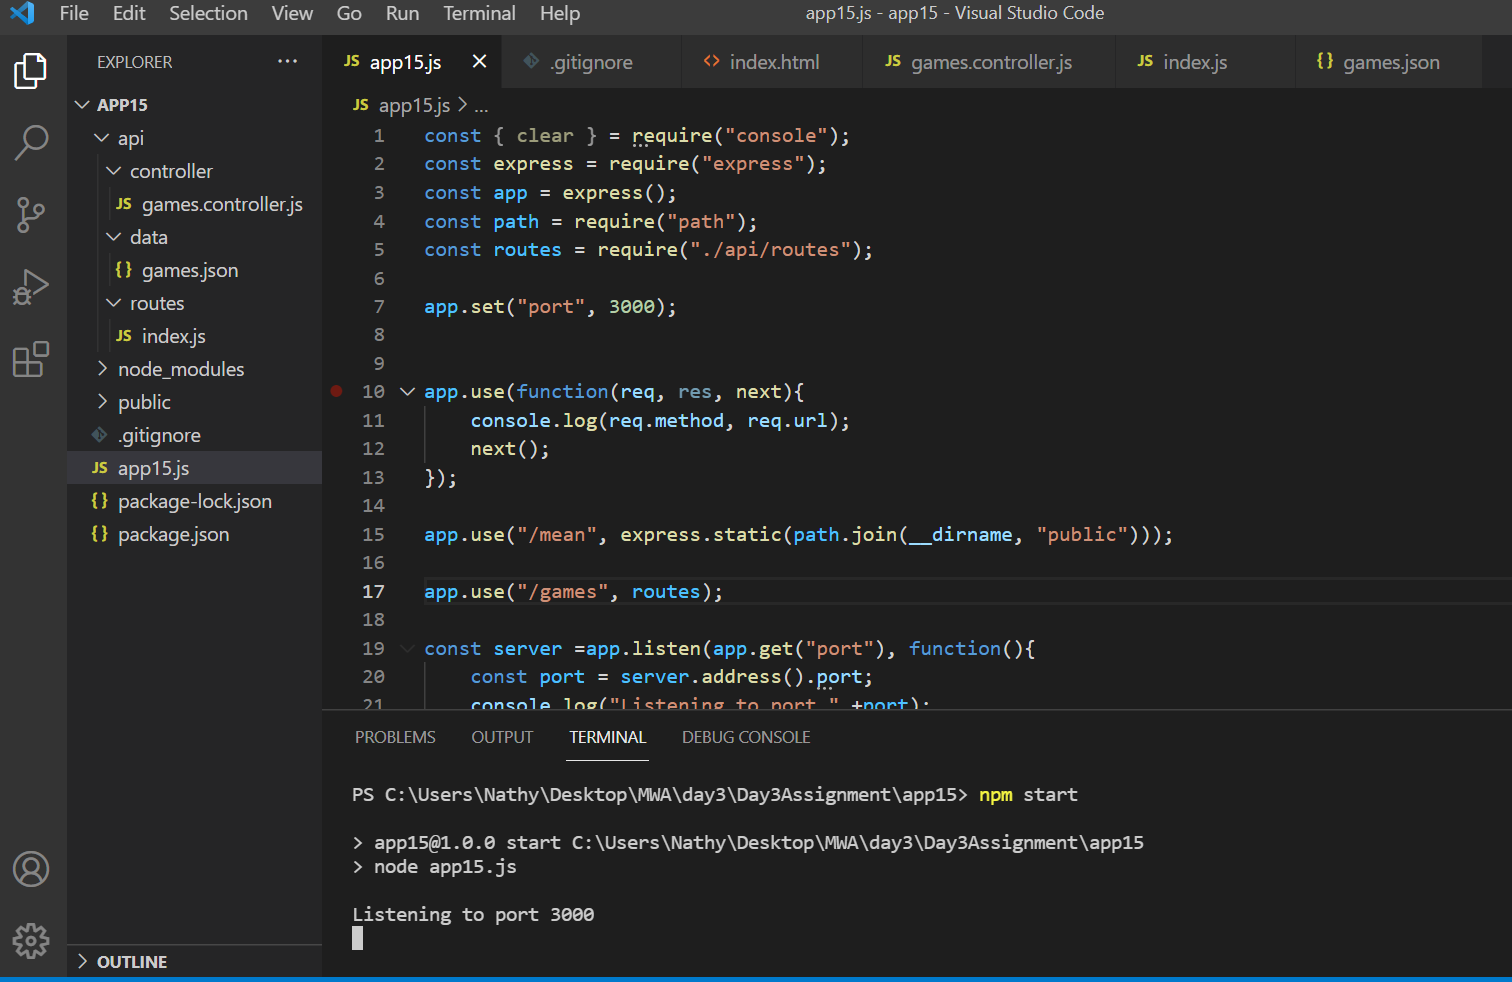 File Edit Selection View Go Run Terminal Help app15.js - app15 - Visual Studio Code
EXPLORER ···
APP15
api
controller
JS games.controller.js
data
{} games.json
routes
JS index.js
node_modules
public
.gitignore
JS app15.js
{} package-lock.json
{} package.json
OUTLINE
JS app15.js × .gitignore <> index.html JS games.controller.js JS index.js {} games.json
JS app15.js > ...
1 const { clear } = require("console");
2 const express = require("express");
3 const app = express();
4 const path = require("path");
5 const routes = require("./api/routes");
6
7 app.set("port", 3000);
8
9
10 app.use(function(req, res, next){
11     console.log(req.method, req.url);
12     next();
13 });
14
15 app.use("/mean", express.static(path.join(__dirname, "public")));
16
17 app.use("/games", routes);
18
19 const server =app.listen(app.get("port"), function(){
20     const port = server.address().port;
21     console.log("Listening to port " +port);
PROBLEMS OUTPUT TERMINAL DEBUG CONSOLE
PS C:\Users\Nathy\Desktop\MWA\day3\Day3Assignment\app15> npm start
> app15@1.0.0 start C:\Users\Nathy\Desktop\MWA\day3\Day3Assignment\app15
> node app15.js
Listening to port 3000